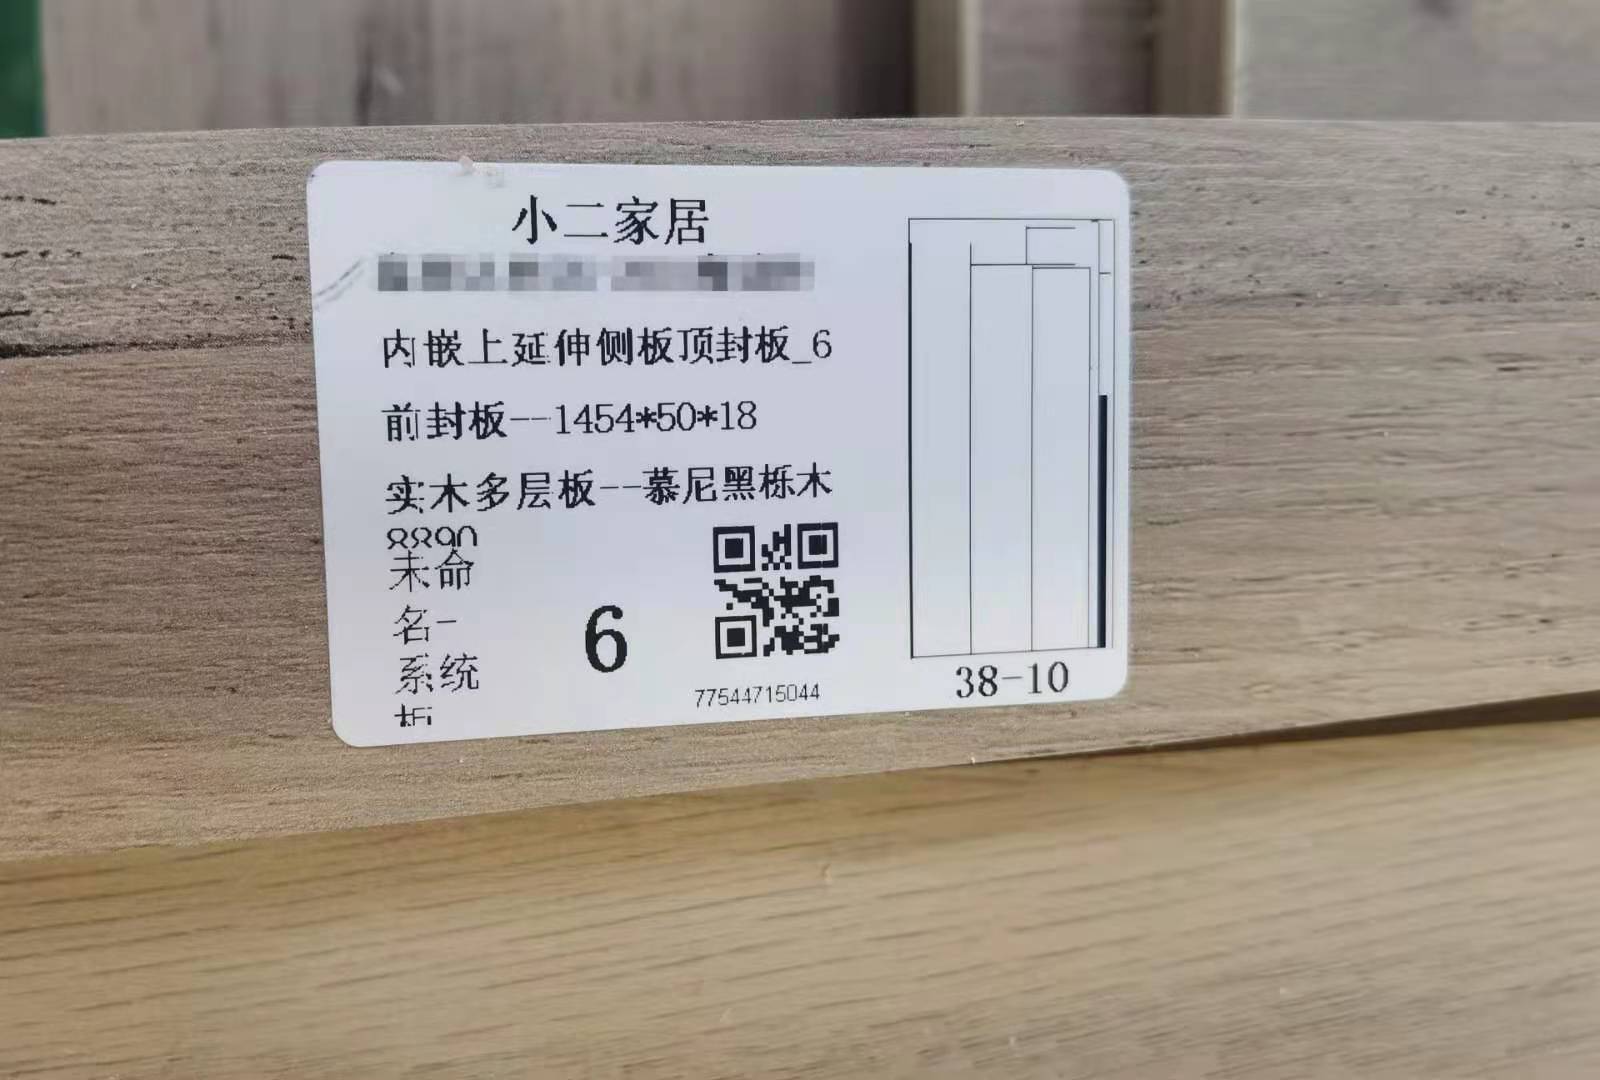 小二家居
内嵌上延伸侧板顶封板_6
前封板--1454*50*18
实木多层板--慕尼黑栎木
未命
名-
系统
6
77544715044
38-10